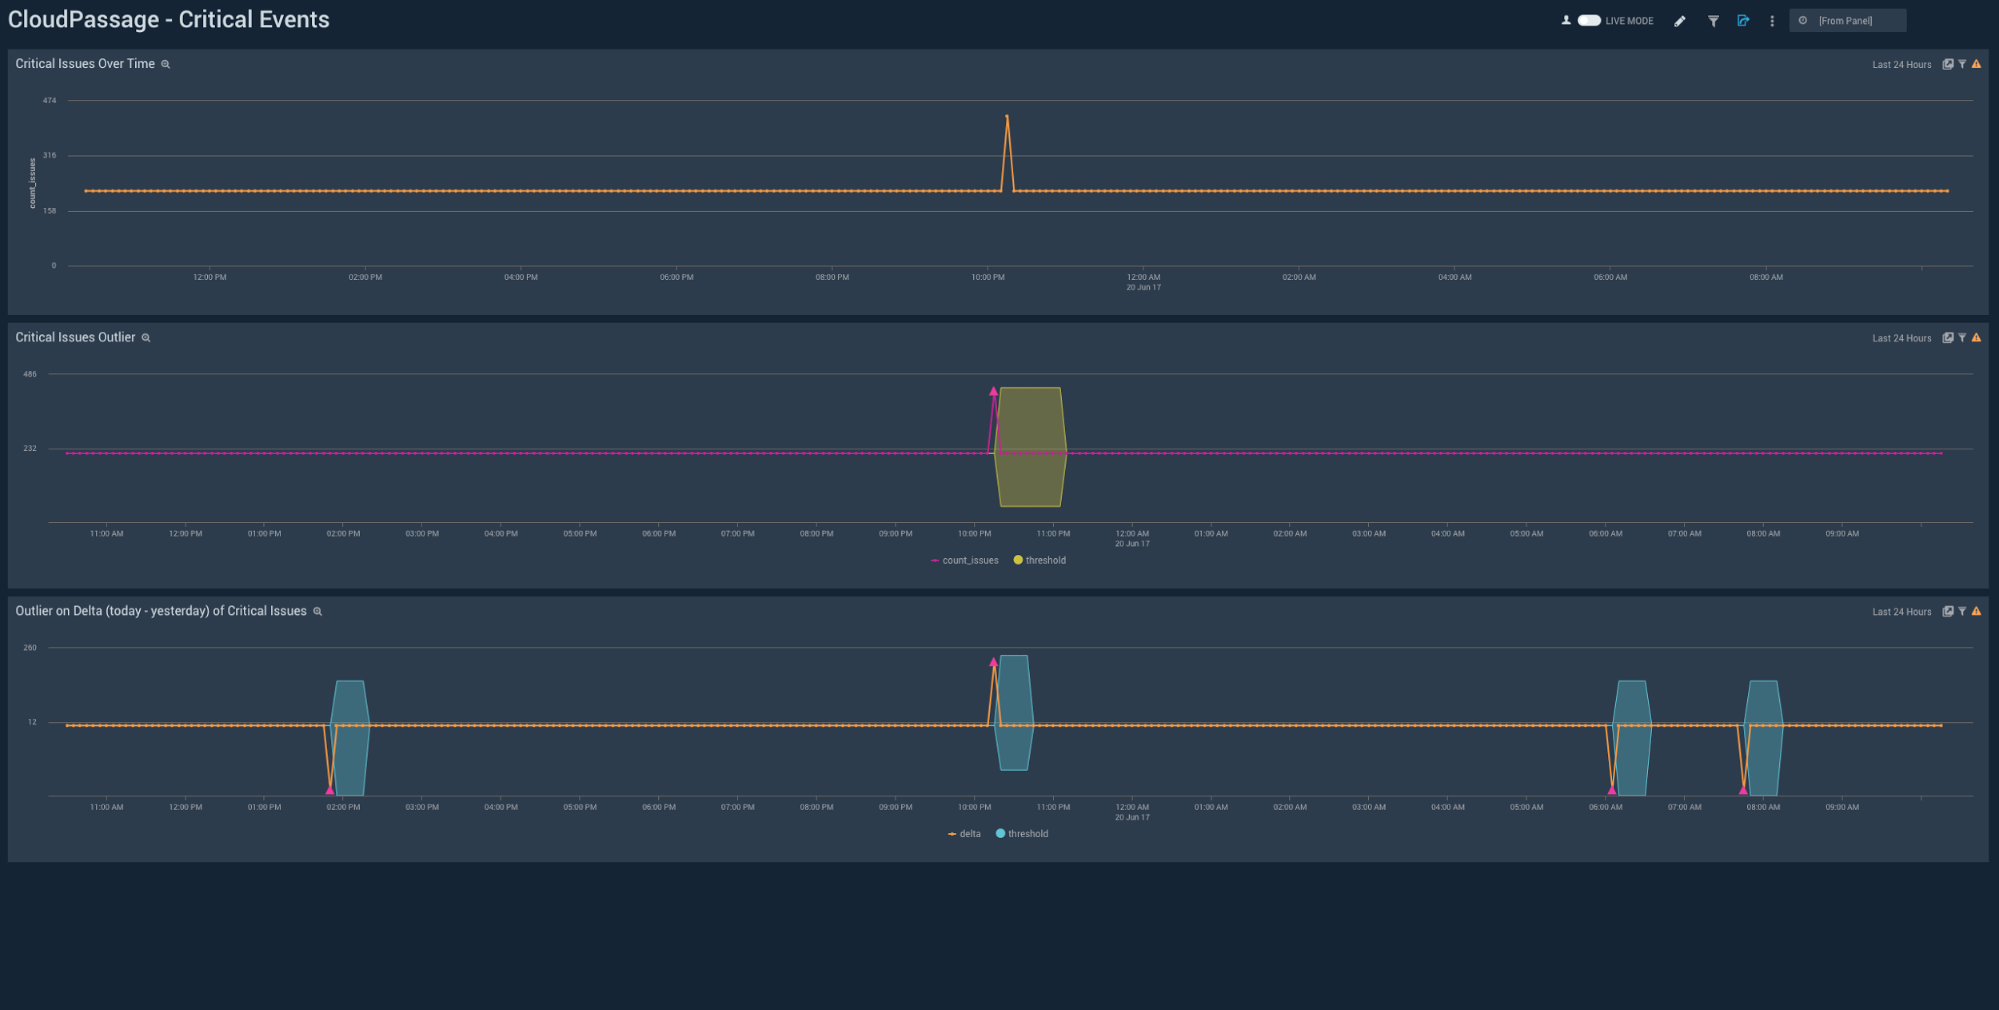 CloudPassage - Critical Events
LIVE MODE
[From Panel]
Critical Issues Over Time
Last 24 Hours
474
316
158
0
count_issues
12:00 PM 02:00 PM 04:00 PM 06:00 PM 08:00 PM 10:00 PM 12:00 AM 02:00 AM 04:00 AM 06:00 AM 08:00 AM
20 Jun 17
Critical Issues Outlier
Last 24 Hours
486
232
11:00 AM 12:00 PM 01:00 PM 02:00 PM 03:00 PM 04:00 PM 05:00 PM 06:00 PM 07:00 PM 08:00 PM 09:00 PM 10:00 PM 11:00 PM 12:00 AM 01:00 AM 02:00 AM 03:00 AM 04:00 AM 05:00 AM 06:00 AM 07:00 AM 08:00 AM 09:00 AM
20 Jun 17
count_issues threshold
Outlier on Delta (today - yesterday) of Critical Issues
Last 24 Hours
260
12
11:00 AM 12:00 PM 01:00 PM 02:00 PM 03:00 PM 04:00 PM 05:00 PM 06:00 PM 07:00 PM 08:00 PM 09:00 PM 10:00 PM 11:00 PM 12:00 AM 01:00 AM 02:00 AM 03:00 AM 04:00 AM 05:00 AM 06:00 AM 07:00 AM 08:00 AM 09:00 AM
20 Jun 17
delta threshold